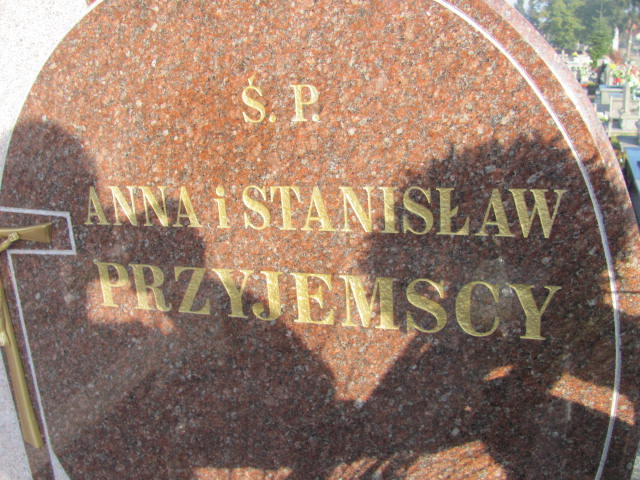 Ś. P.
ANNA i STANISŁAW
PRZYJEMSCY